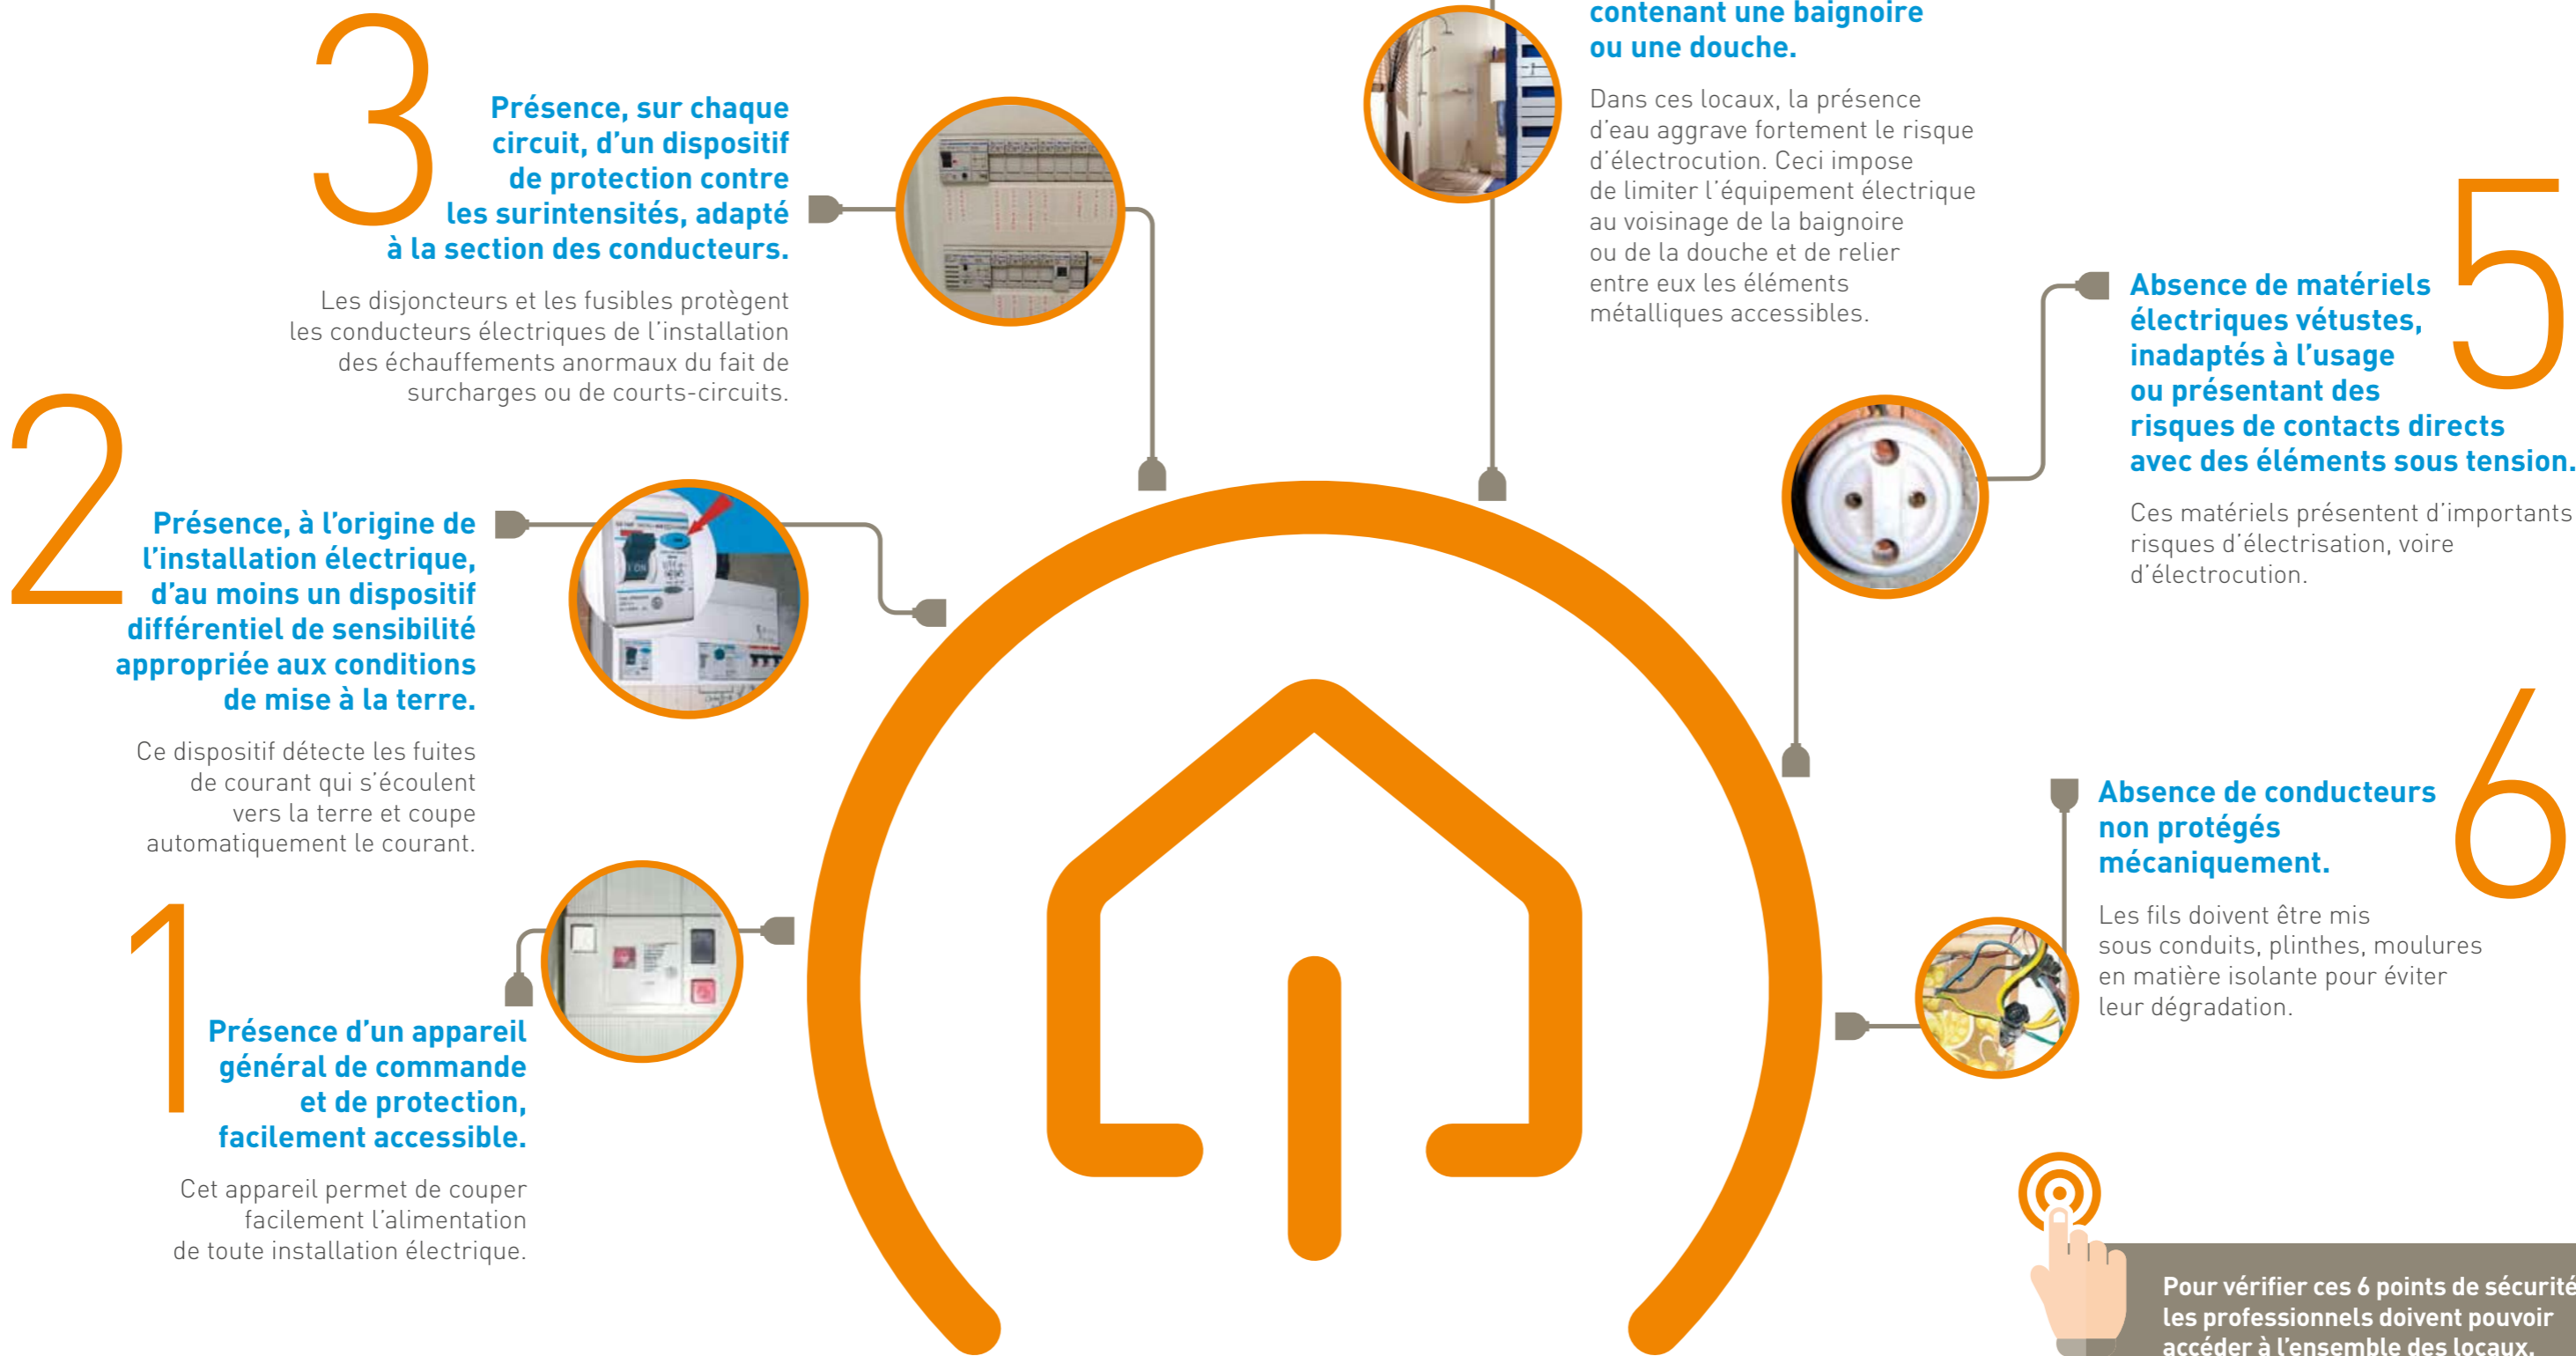 3
Présence, sur chaque
circuit, d'un dispositif
de protection contre
les surintensités, adapté
à la section des conducteurs.
Les disjoncteurs et les fusibles protègent
les conducteurs électriques de l'installation
des échauffements anormaux du fait de
surcharges ou de courts-circuits.
2
Présence, à l'origine de
l'installation électrique,
d'au moins un dispositif
différentiel de sensibilité
appropriée aux conditions
de mise à la terre.
Ce dispositif détecte les fuites
de courant qui s'écoulent
vers la terre et coupe
automatiquement le courant.
1
Présence d'un appareil
général de commande
et de protection,
facilement accessible.
Cet appareil permet de couper
facilement l'alimentation
de toute installation électrique.
contenant une baignoire
ou une douche.
Dans ces locaux, la présence
d'eau aggrave fortement le risque
d'électrocution. Ceci impose
de limiter l'équipement électrique
au voisinage de la baignoire
ou de la douche et de relier
entre eux les éléments
métalliques accessibles.
5
Absence de matériels
électriques vétustes,
inadaptés à l'usage
ou présentant des
risques de contacts directs
avec des éléments sous tension.
Ces matériels présentent d'importants
risques d'électrisation, voire
d'électrocution.
6
Absence de conducteurs
non protégés
mécaniquement.
Les fils doivent être mis
sous conduits, plinthes, moulures
en matière isolante pour éviter
leur dégradation.
Pour vérifier ces 6 points de sécurité
les professionnels doivent pouvoir
accéder à l'ensemble des locaux.